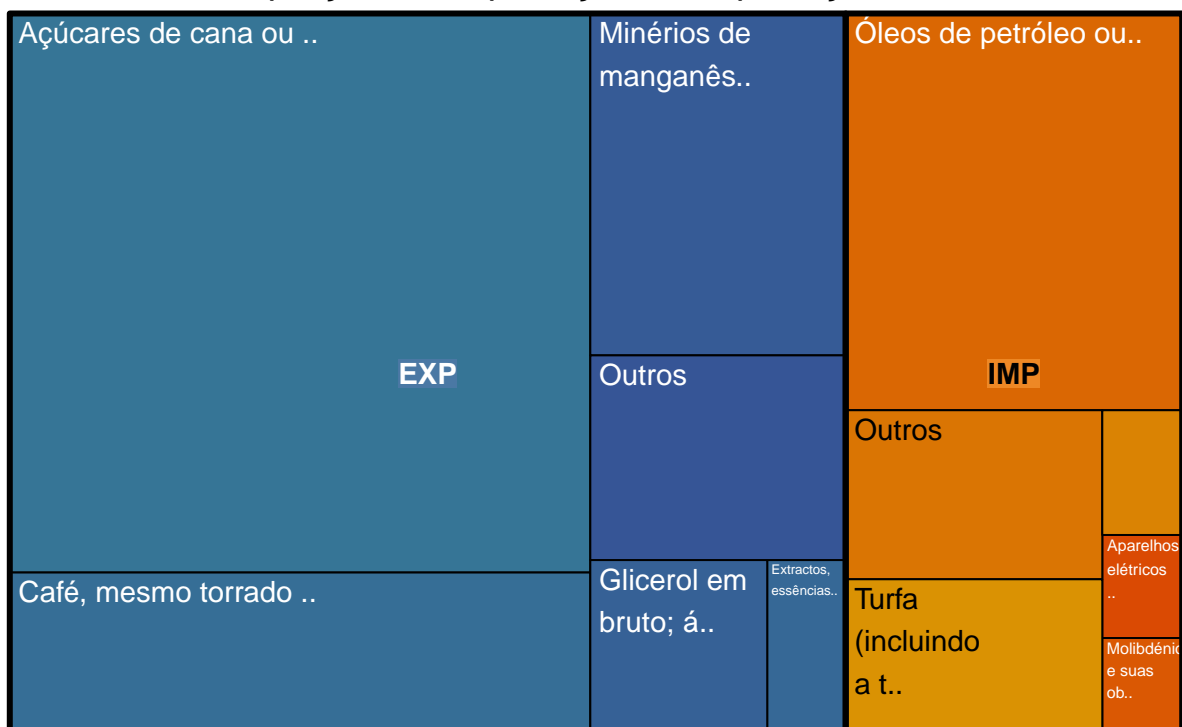 Açúcares de cana ou ..
Minérios de
manganês..
Óleos de petróleo ou..
EXP
Outros
IMP
Outros
Aparelhos
elétricos
..
Café, mesmo torrado ..
Glicerol em
bruto; á..
Extractos,
essências..
Turfa
(incluindo
a t..
e suas
ob..